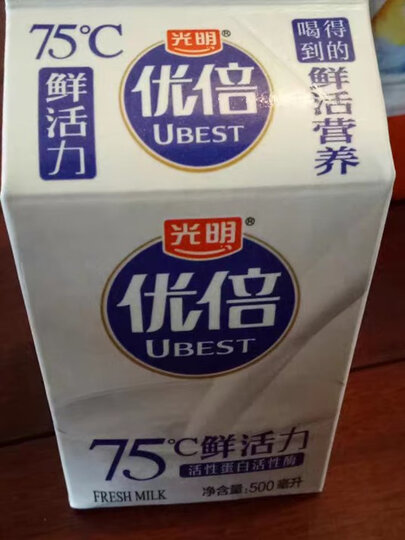 75℃
鲜活力
光明®
优倍
UBEST
喝得到的
鲜活营养
光明®
优倍
UBEST
75℃鲜活力
活性蛋白活性酶
FRESH MILK
净含量:500毫升